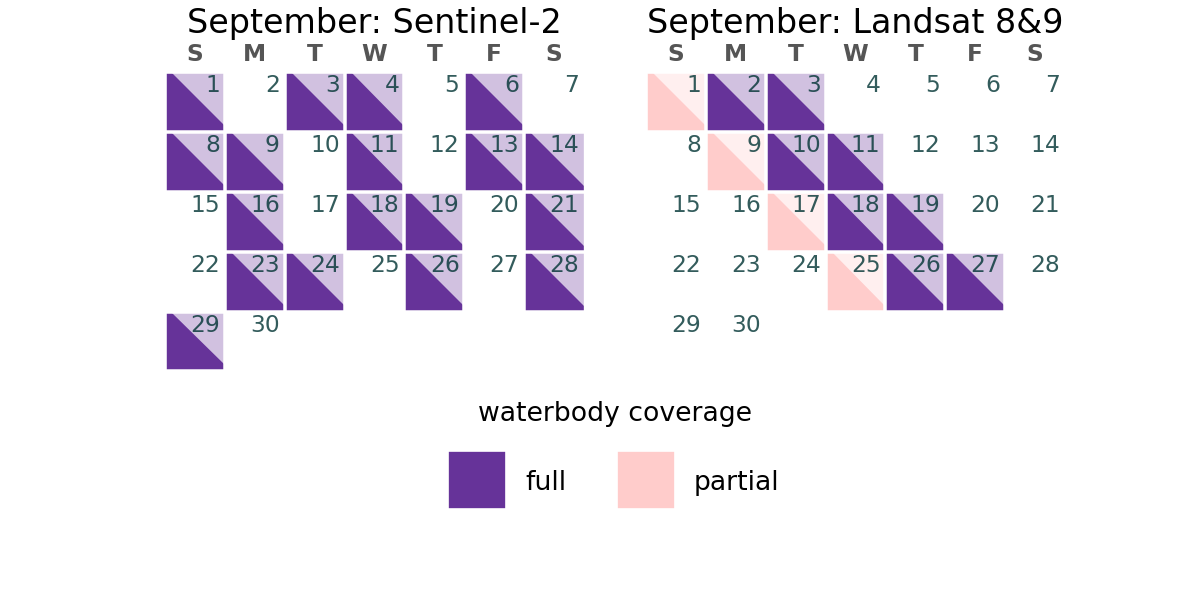 September: Sentinel-2
S M T W T F S
1 2 3 4 5 6 7
8 9 10 11 12 13 14
15 16 17 18 19 20 21
22 23 24 25 26 27 28
29 30
September: Landsat 8&9
S M T W T F S
1 2 3 4 5 6 7
8 9 10 11 12 13 14
15 16 17 18 19 20 21
22 23 24 25 26 27 28
29 30
waterbody coverage
full partial